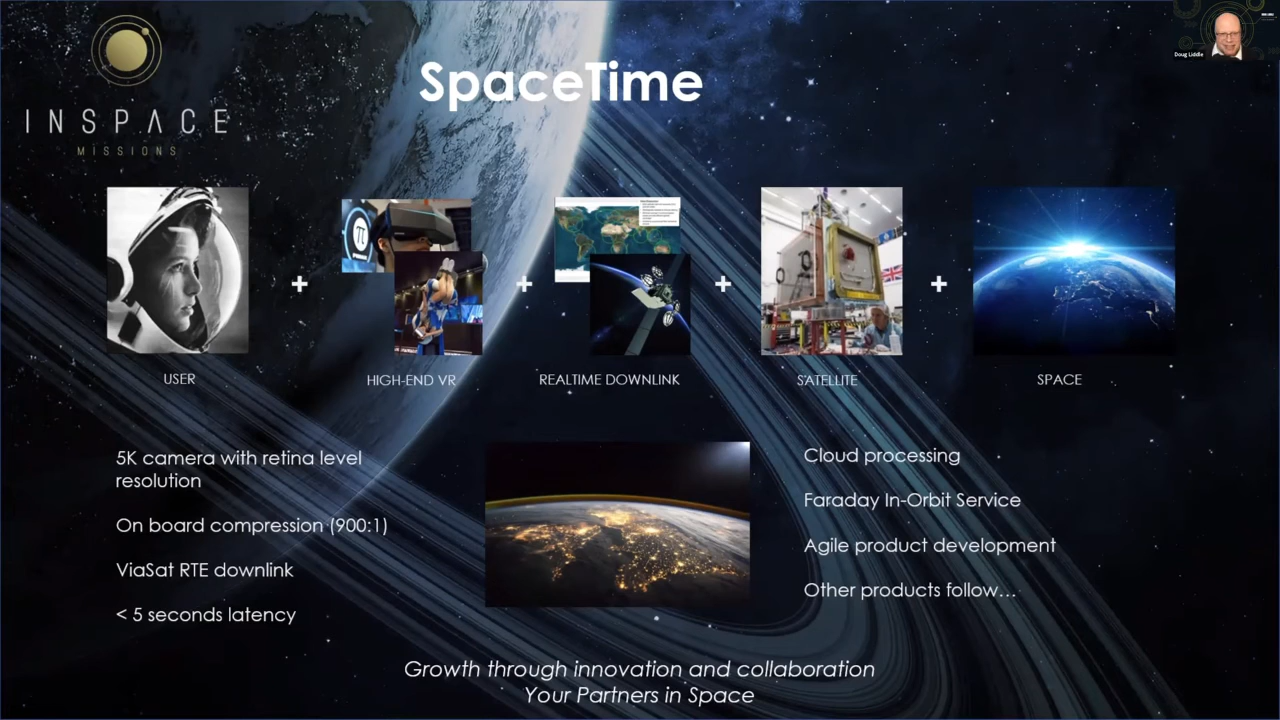 INSPACE
MISSIONS
SpaceTime
Doug Liddle
π
+
+
+
+
USER
HIGH-END VR
REALTIME DOWNLINK
SATELLITE
SPACE
5K camera with retina level
resolution
On board compression (900:1)
ViaSat RTE downlink
< 5 seconds latency
Cloud processing
Faraday In-Orbit Service
Agile product development
Other products follow...
Growth through innovation and collaboration
Your Partners in Space